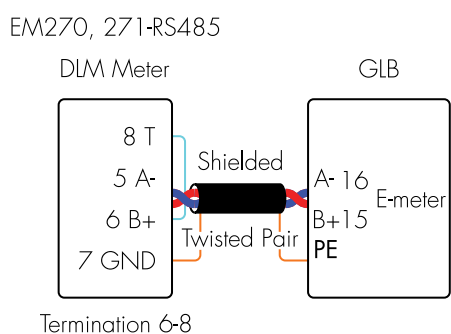 EM270, 271-RS485
DLM Meter
GLB
8 T
5 A-
6 B+
7 GND
Shielded
Twisted Pair
A- 16
B+15
PE
E-meter
Termination 6-8